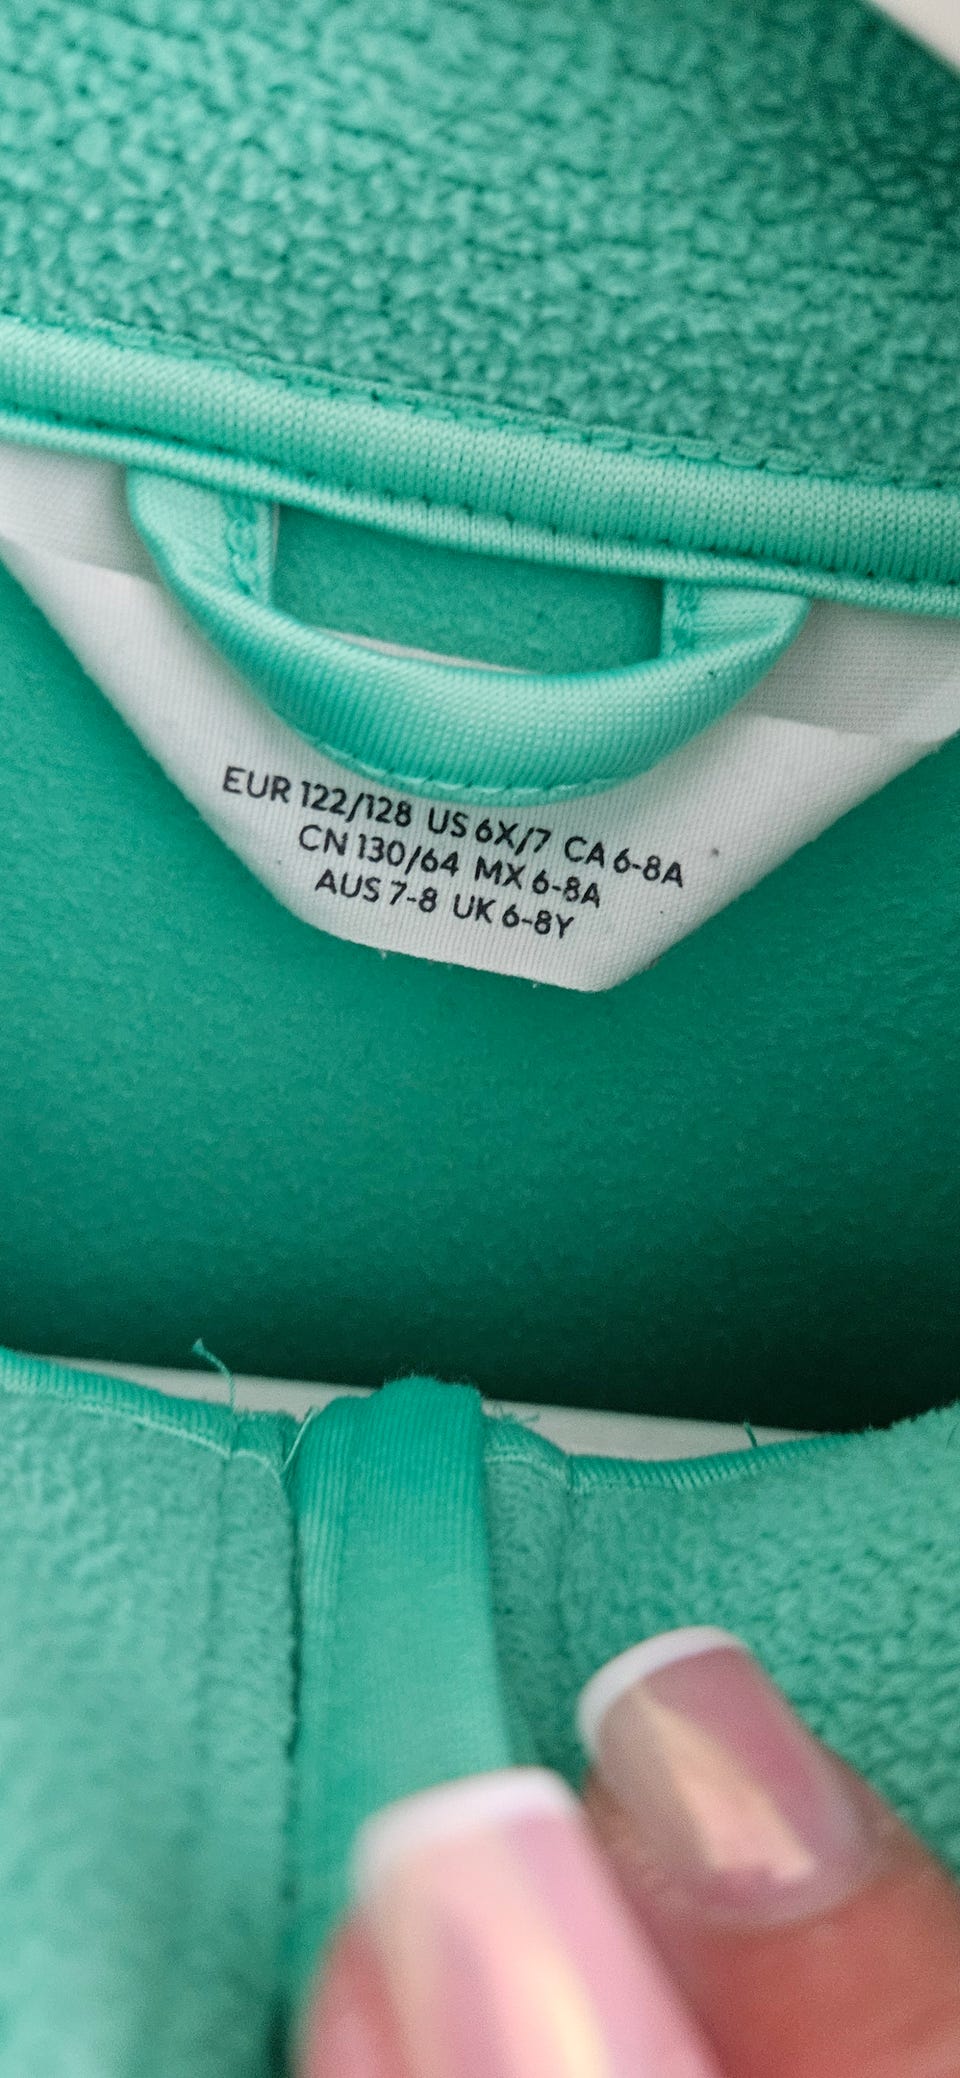 EUR 122/128 US 6X/7 CA 6-8A
CN 130/64 MX 6-8A
AUS 7-8 UK 6-8Y